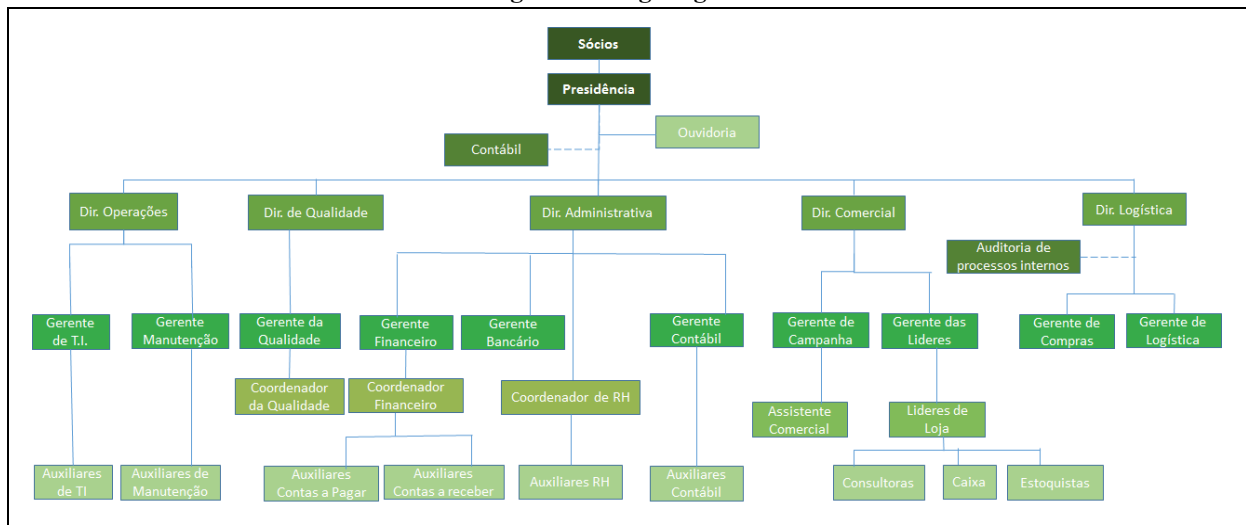 Sócios
Presidência
Ouvidoria
Contábil
Dir. Operações
Dir. de Qualidade
Dir. Administrativa
Dir. Comercial
Dir. Logística
Auditoria de
processos internos
Gerente
de T.I.
Gerente
Manutenção
Gerente da
Qualidade
Gerente
Financeiro
Gerente
Bancário
Gerente
Contábil
Gerente de
Campanha
Gerente das
Lideres
Gerente de
Compras
Gerente de
Logística
Coordenador
da Qualidade
Coordenador
Financeiro
Coordenador de RH
Assistente
Comercial
Lideres de
Loja
Auxiliares
de TI
Auxiliares de
Manutenção
Auxiliares
Contas a Pagar
Auxiliares
Contas a receber
Auxiliares RH
Auxiliares
Contábil
Consultoras
Caixa
Estoquistas